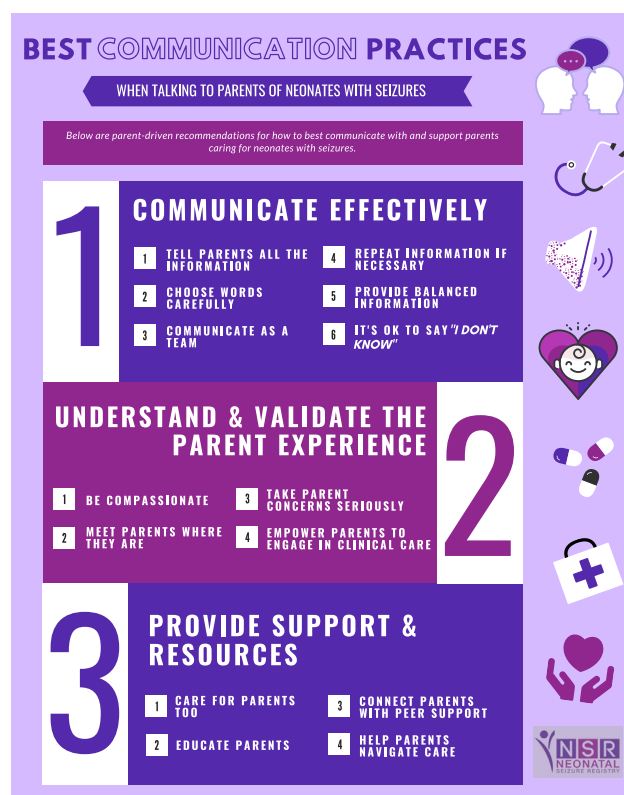 BEST COMMUNICATION PRACTICES
WHEN TALKING TO PARENTS OF NEONATES WITH SEIZURES
Below are parent-driven recommendations for how to best communicate with and support parents
caring for neonates with seizures.
1
COMMUNICATE EFFECTIVELY
1 TELL PARENTS ALL THE
INFORMATION
2 CHOOSE WORDS
CAREFULLY
3 COMMUNICATE AS A
TEAM
4 REPEAT INFORMATION IF
NECESSARY
5 PROVIDE BALANCED
INFORMATION
6 IT'S OK TO SAY "I DON'T
KNOW"
2
UNDERSTAND & VALIDATE THE
PARENT EXPERIENCE
1 BE COMPASSIONATE
2 MEET PARENTS WHERE
THEY ARE
3 TAKE PARENT
CONCERNS SERIOUSLY
4 EMPOWER PARENTS TO
ENGAGE IN CLINICAL CARE
3
PROVIDE SUPPORT &
RESOURCES
1 CARE FOR PARENTS
TOO
2 EDUCATE PARENTS
3 CONNECT PARENTS
WITH PEER SUPPORT
4 HELP PARENTS
NAVIGATE CARE
NSR
NEONATAL
SEIZURE REGISTRY